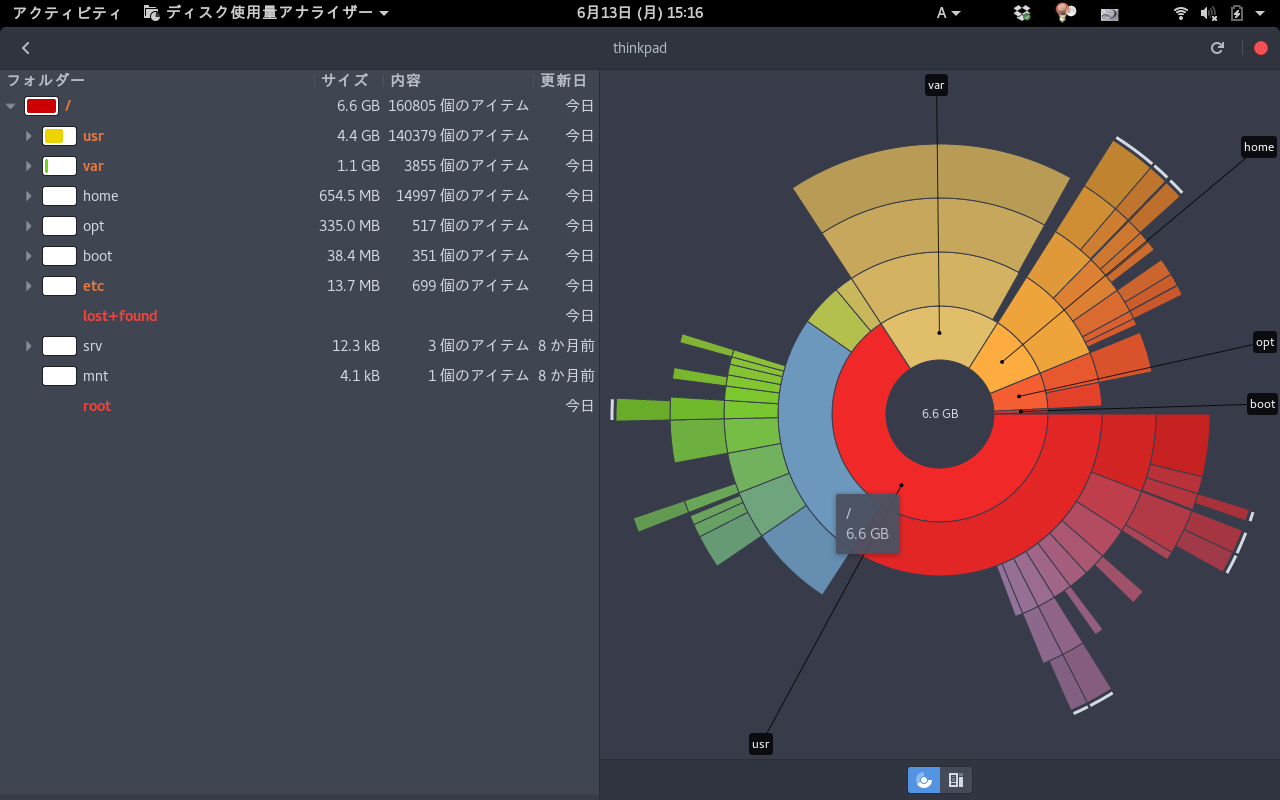 アクティビティ ディスク使用量アナライザー 6月13日 (月) 15:16 A
thinkpad
フォルダー サイズ 内容 更新日
/ 6.6 GB 160805 個のアイテム 今日
usr 4.4 GB 140379 個のアイテム 今日
var 1.1 GB 3855 個のアイテム 今日
home 654.5 MB 14997 個のアイテム 今日
opt 335.0 MB 517 個のアイテム 今日
boot 38.4 MB 351 個のアイテム 今日
etc 13.7 MB 699 個のアイテム 今日
lost+found 今日
srv 12.3 kB 3 個のアイテム 8 か月前
mnt 4.1 kB 1 個のアイテム 8 か月前
root 今日
var
home
opt
boot
6.6 GB
/
6.6 GB
usr